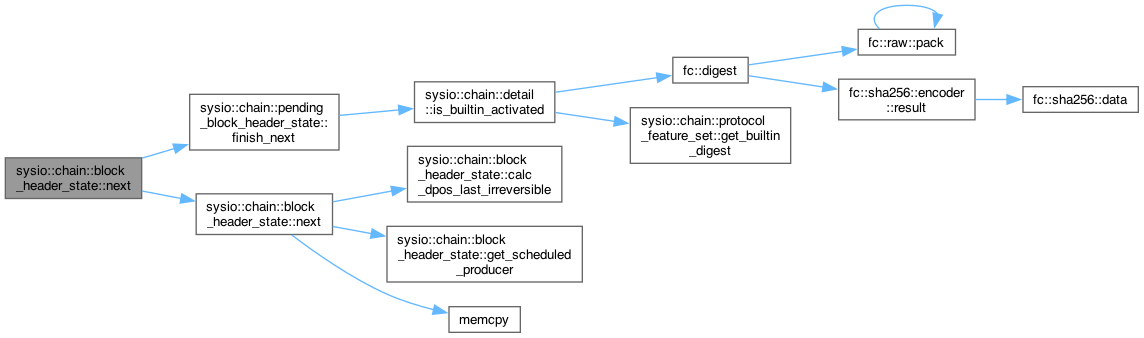 sysio::chain::block
_header_state::next
sysio::chain::pending
_block_header_state::
finish_next
sysio::chain::detail
::is_builtin_activated
fc::digest
fc::raw::pack
fc::sha256::encoder
::result
fc::sha256::data
sysio::chain::protocol
_feature_set::get_builtin
_digest
sysio::chain::block
_header_state::next
sysio::chain::block
_header_state::calc
_dpos_last_irreversible
sysio::chain::block
_header_state::get_scheduled
_producer
memcpy